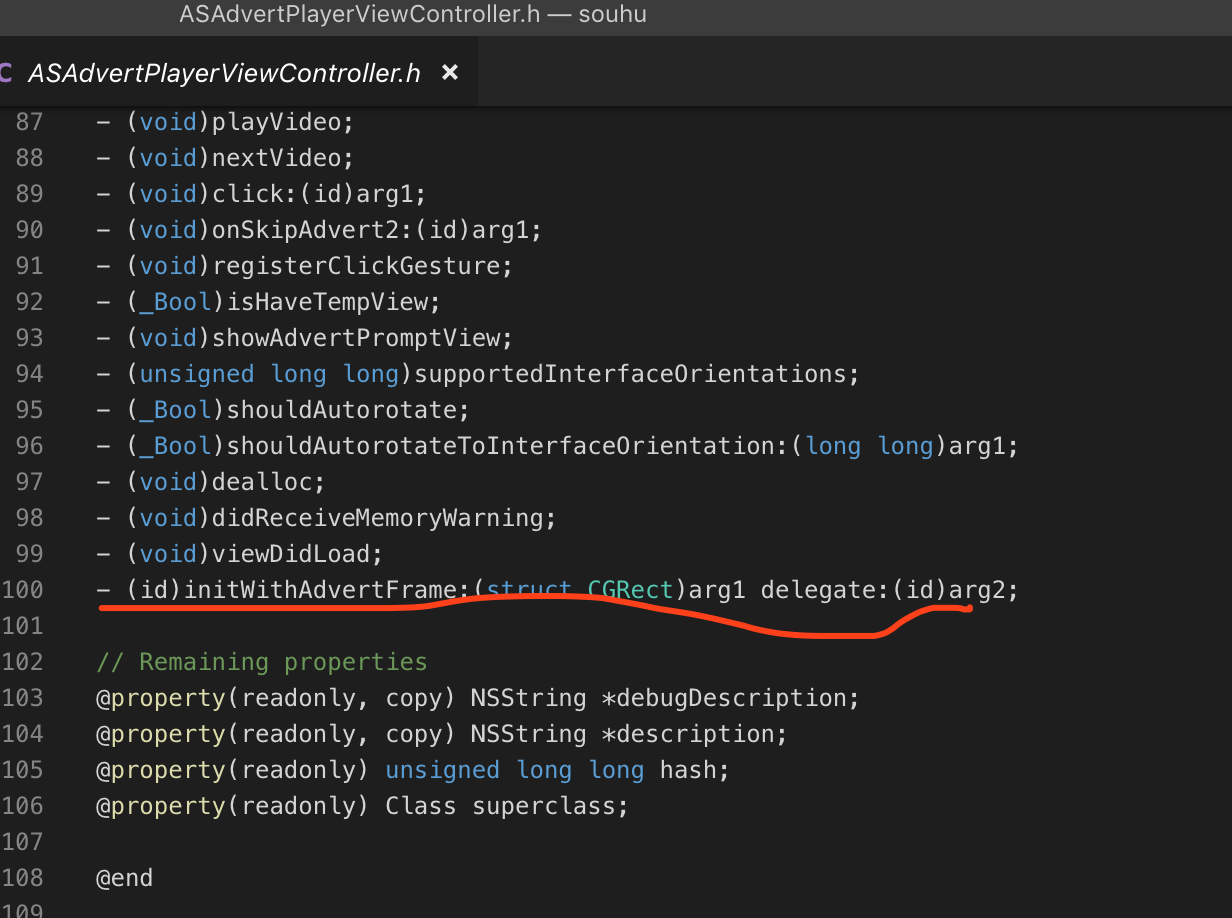 ASAdvertPlayerViewController.h — souhu
C ASAdvertPlayerViewController.h ×
87 - (void)playVideo;
88 - (void)nextVideo;
89 - (void)click:(id)arg1;
90 - (void)onSkipAdvert2:(id)arg1;
91 - (void)registerClickGesture;
92 - (_Bool)isHaveTempView;
93 - (void)showAdvertPromptView;
94 - (unsigned long long)supportedInterfaceOrientations;
95 - (_Bool)shouldAutorotate;
96 - (_Bool)shouldAutorotateToInterfaceOrientation:(long long)arg1;
97 - (void)dealloc;
98 - (void)didReceiveMemoryWarning;
99 - (void)viewDidLoad;
100 - (id)initWithAdvertFrame:(struct CGRect)arg1 delegate:(id)arg2;
101
102 // Remaining properties
103 @property(readonly, copy) NSString *debugDescription;
104 @property(readonly, copy) NSString *description;
105 @property(readonly) unsigned long long hash;
106 @property(readonly) Class superclass;
107
108 @end
109